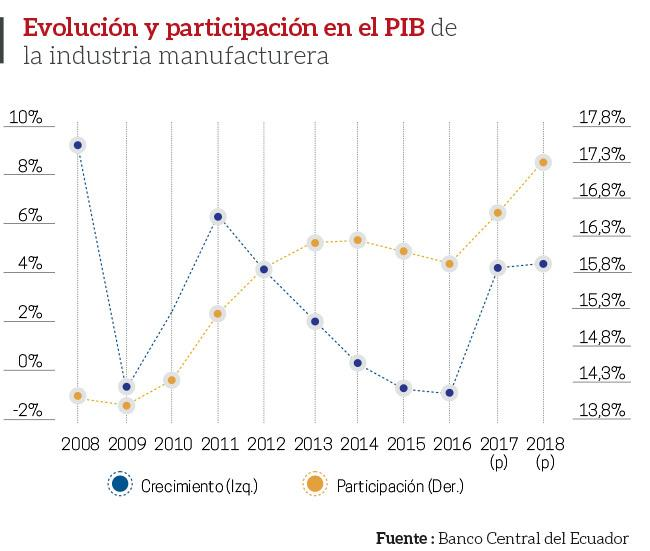 Evolución y participación en el PIB de
la industria manufacturera
10% 17,8%
8% 17,3%
6% 16,8%
4% 16,3%
2% 15,8%
0% 15,3%
-2% 14,8%
14,3%
13,8%
2008 2009 2010 2011 2012 2013 2014 2015 2016 2017 2018
(p) (p)
Crecimiento (Izq.) Participación (Der.)
Fuente : Banco Central del Ecuador